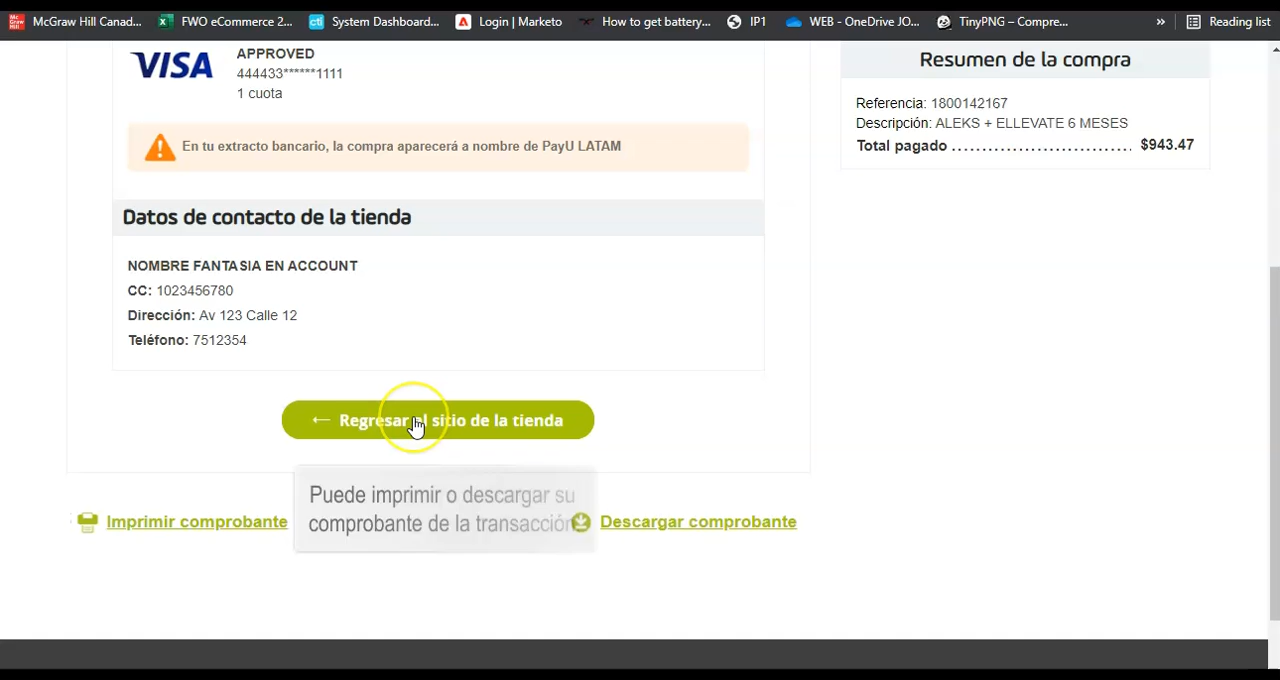 McGraw Hill Canad... FWO eCommerce 2... ctl System Dashboard... Login | Marketo How to get battery... IP1 WEB - OneDrive JO... TinyPNG – Compre... » Reading list
VISA
APPROVED
444433******1111
1 cuota
En tu extracto bancario, la compra aparecerá a nombre de PayU LATAM
Datos de contacto de la tienda
NOMBRE FANTASIA EN ACCOUNT
CC: 1023456780
Dirección: Av 123 Calle 12
Teléfono: 7512354
← Regresar al sitio de la tienda
Puede imprimir o descargar su
comprobante de la transacción
Imprimir comprobante
Descargar comprobante
Resumen de la compra
Referencia: 1800142167
Descripción: ALEKS + ELLEVATE 6 MESES
Total pagado ................................ $943.47